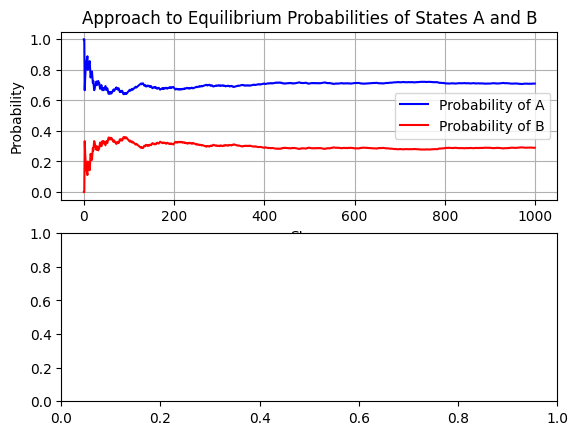 Approach to Equilibrium Probabilities of States A and B
1.0
0.8
0.6
0.4
0.2
0.0
Probability
Probability of A
Probability of B
0 200 400 600 800 1000
1.0
0.8
0.6
0.4
0.2
0.0
0.0 0.2 0.4 0.6 0.8 1.0